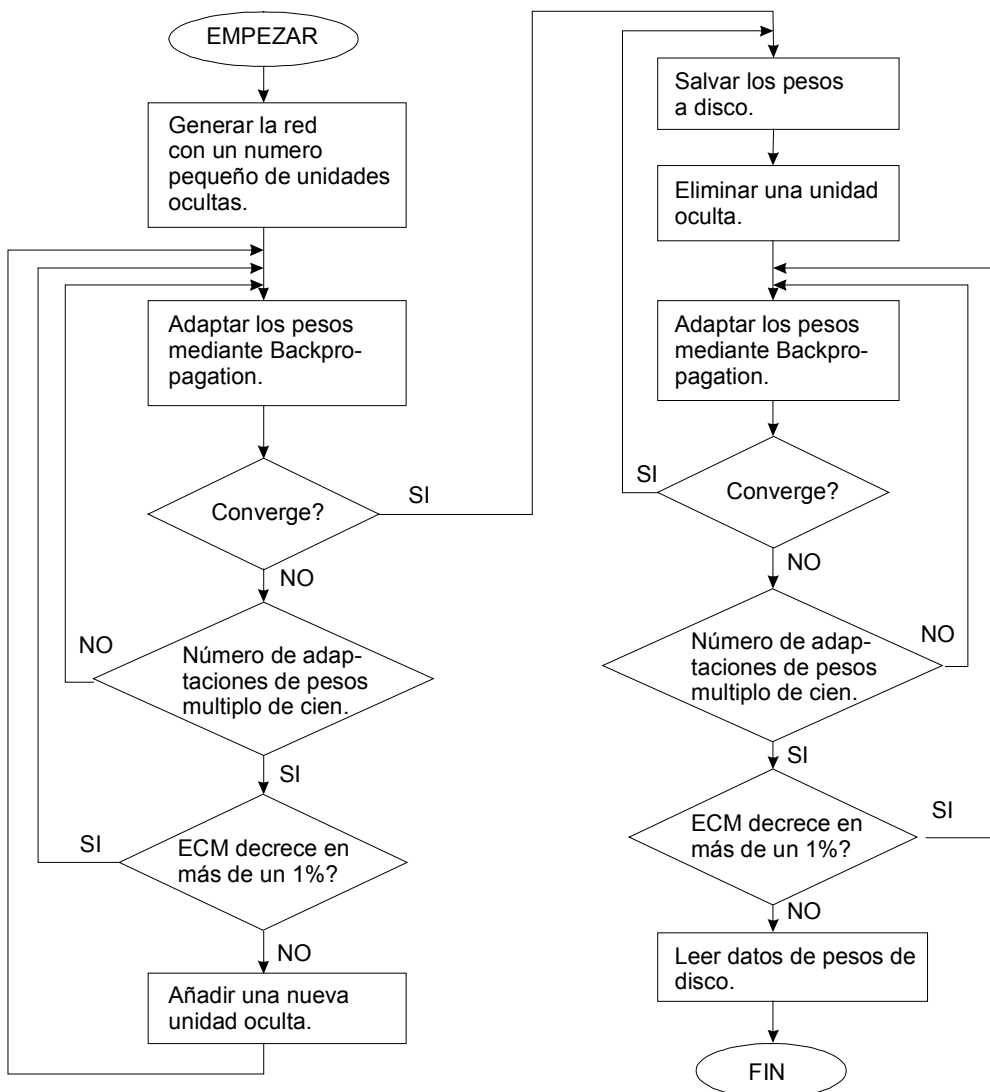 EMPEZAR
Generar la red
con un numero
pequeño de unidades
ocultas.
Adaptar los pesos
mediante Backpro-
pagation.
Converge?
SI
NO
Número de adap-
taciones de pesos
multiplo de cien.
NO
SI
ECM decrece en
más de un 1%?
SI
NO
Añadir una nueva
unidad oculta.
Salvar los pesos
a disco.
Eliminar una unidad
oculta.
Adaptar los pesos
mediante Backpro-
pagation.
SI
Converge?
NO
Número de adap-
taciones de pesos
multiplo de cien.
NO
SI
ECM decrece en
más de un 1%?
SI
NO
Leer datos de pesos de
disco.
FIN